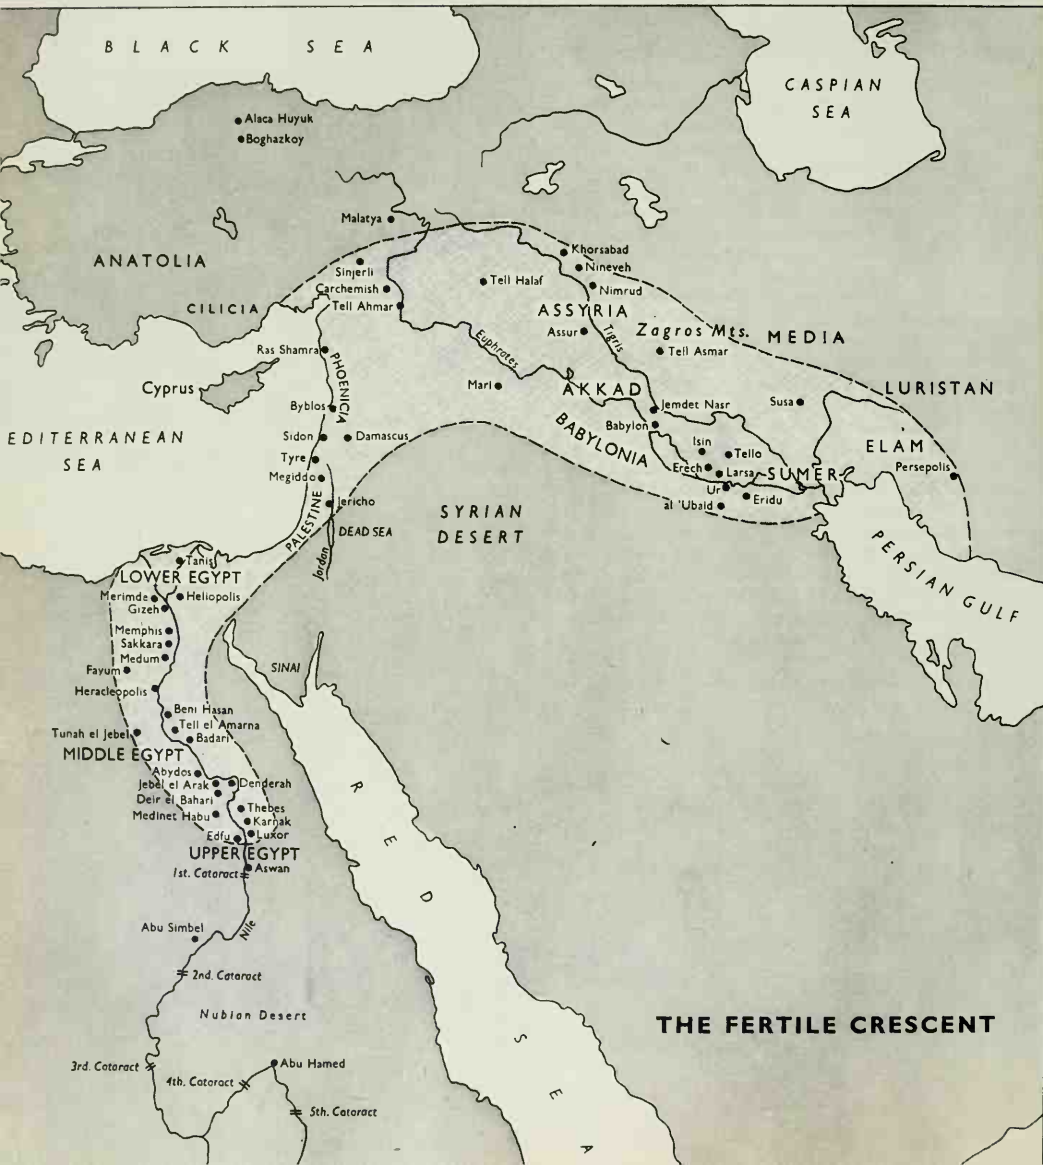 BLACK SEA
CASPIAN
SEA
Alaca Huyuk
Boghazkoy
Malatya
ANATOLIA
Khorsabad
Sinjerli
Nineveh
Carchemish
Tell Halaf
Nimrud
CILICIA
Tell Ahmar
ASSYRIA
Assur
Tigris
Zagros Mts.
MEDIA
Ras Shamra
PHOENICIA
Euphrates
Tell Asmar
Cyprus
Mari
AKKAD
LURISTAN
Byblos
Jemdet Nasr
Susa
EDITERRANEAN
SEA
Sidon
Damascus
Babylon
BABYLONIA
Isin
ELAM
Tyre
Tello
Erech
Larsa
SUMER
Persepolis
Megiddo
Ur
Jericho
al 'Ubaid
Eridu
PALESTINE
SYRIAN
DESERT
DEAD SEA
Jordan
PERSIAN GULF
Tanis
LOWER EGYPT
Merimde
Heliopolis
Gizeh
Memphis
Sakkara
Medum
Fayum
SINAI
Heracleopolis
Beni Hasan
Tell el Amarna
Tunah el Jebel
Badari
MIDDLE EGYPT
Abydos
Jebel el Arak
Denderah
Deir el Bahari
Thebes
Medinet Habu
Karnak
Edfu
Luxor
UPPER EGYPT
1st. Cataract
Aswan
RED SEA
Abu Simbel
Nile
2nd. Cataract
Nubian Desert
THE FERTILE CRESCENT
3rd. Cataract
Abu Hamed
4th. Cataract
5th. Cataract